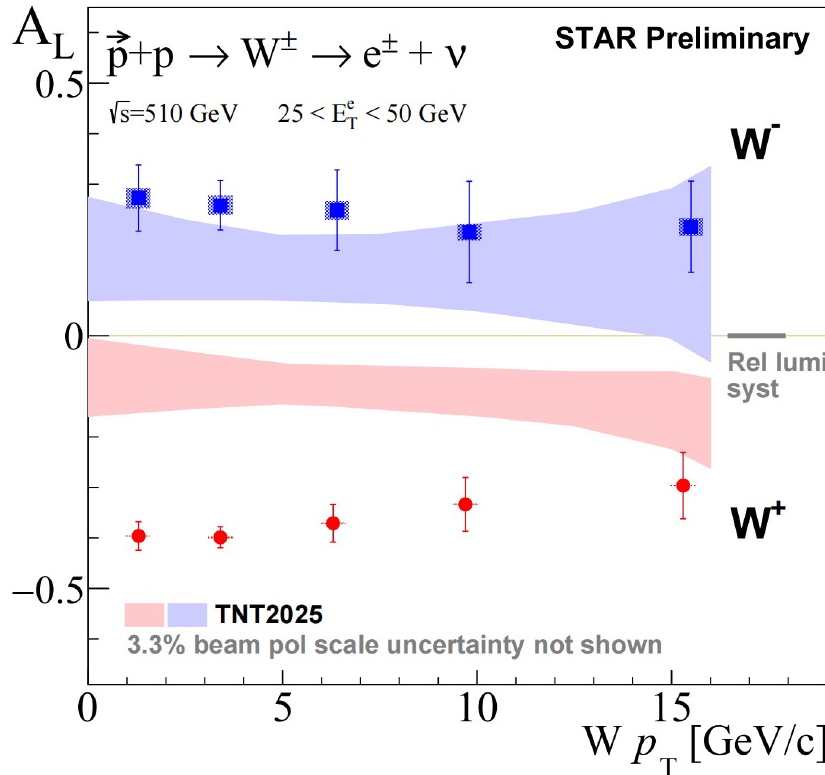 A_L
p⃗+p → W± → e± + ν
STAR Preliminary
√s=510 GeV 25 < E_T^e < 50 GeV
0.5
W⁻
0
Rel lumi
syst
W⁺
−0.5
TNT2025
3.3% beam pol scale uncertainty not shown
0 5 10 15
W p_T [GeV/c]